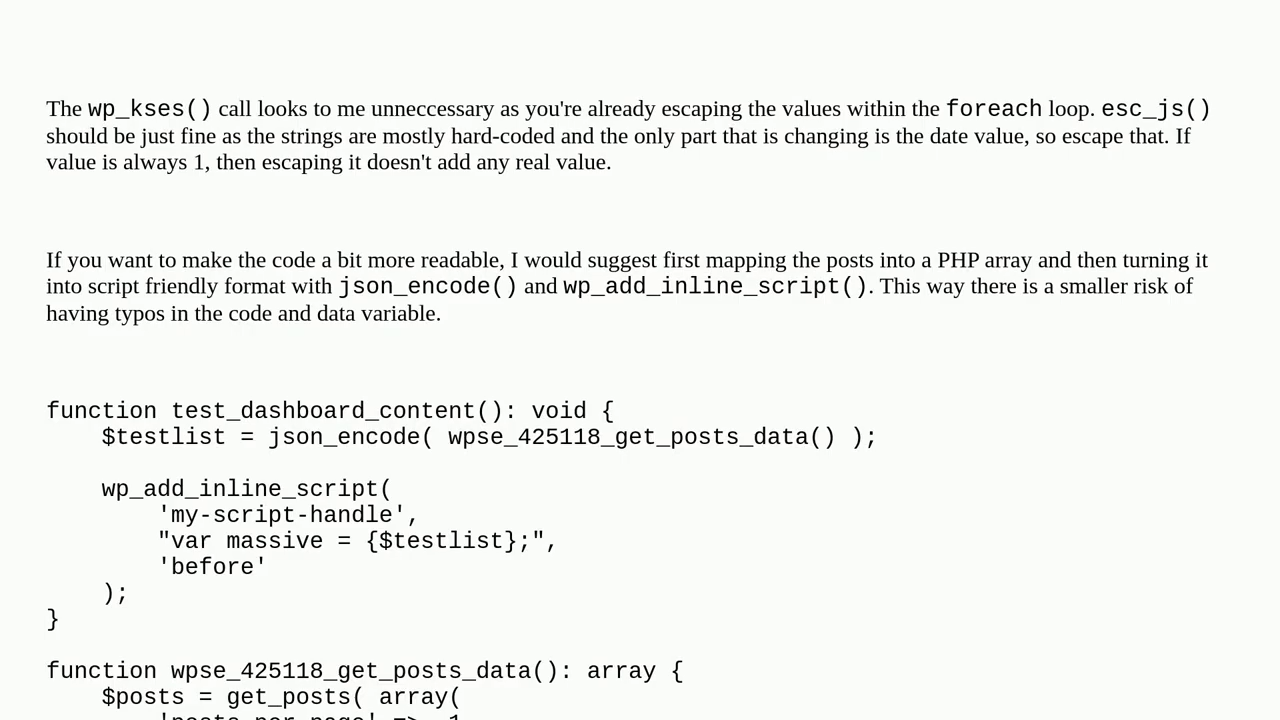 The wp_kses() call looks to me unneccessary as you're already escaping the values within the foreach loop. esc_js()
should be just fine as the strings are mostly hard-coded and the only part that is changing is the date value, so escape that. If
value is always 1, then escaping it doesn't add any real value.
If you want to make the code a bit more readable, I would suggest first mapping the posts into a PHP array and then turning it
into script friendly format with json_encode() and wp_add_inline_script(). This way there is a smaller risk of
having typos in the code and data variable.
function test_dashboard_content(): void {
    $testlist = json_encode( wpse_425118_get_posts_data() );
    wp_add_inline_script(
        'my-script-handle',
        "var massive = {$testlist};",
        'before'
    );
}
function wpse_425118_get_posts_data(): array {
    $posts = get_posts( array(